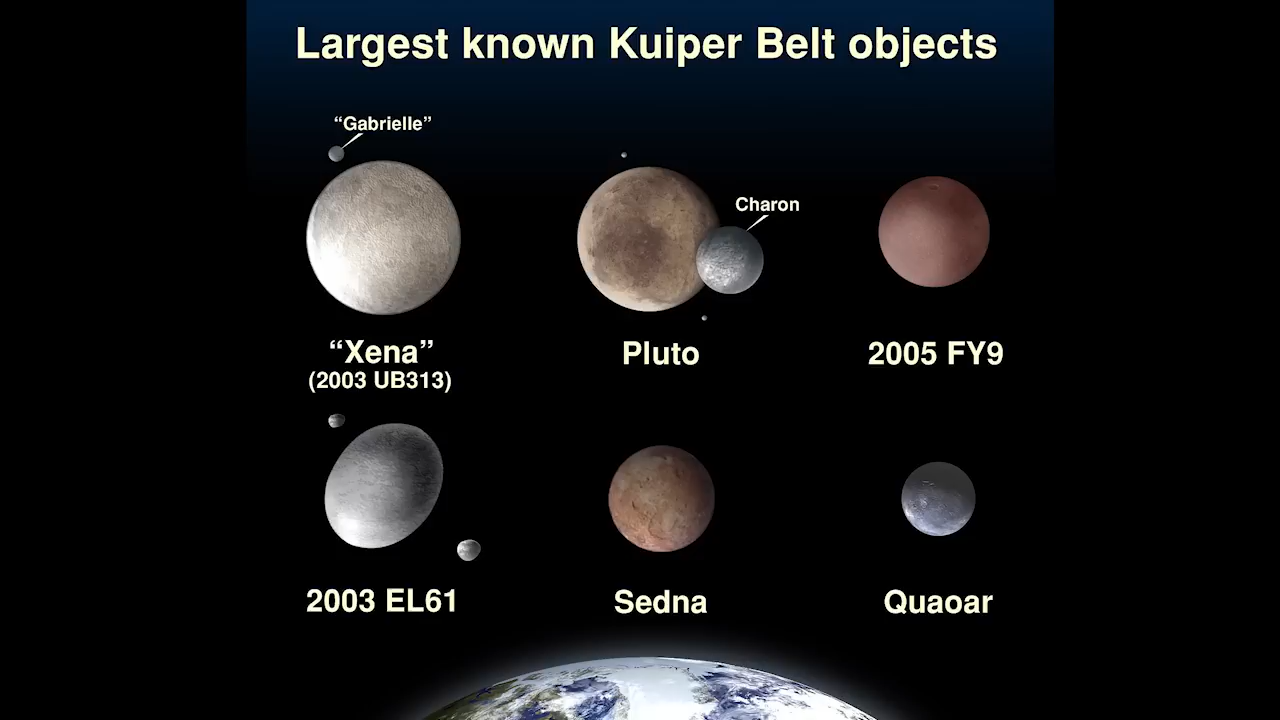 Largest known Kuiper Belt objects
“Gabrielle”
Charon
“Xena”
(2003 UB313)
Pluto
2005 FY9
2003 EL61
Sedna
Quaoar